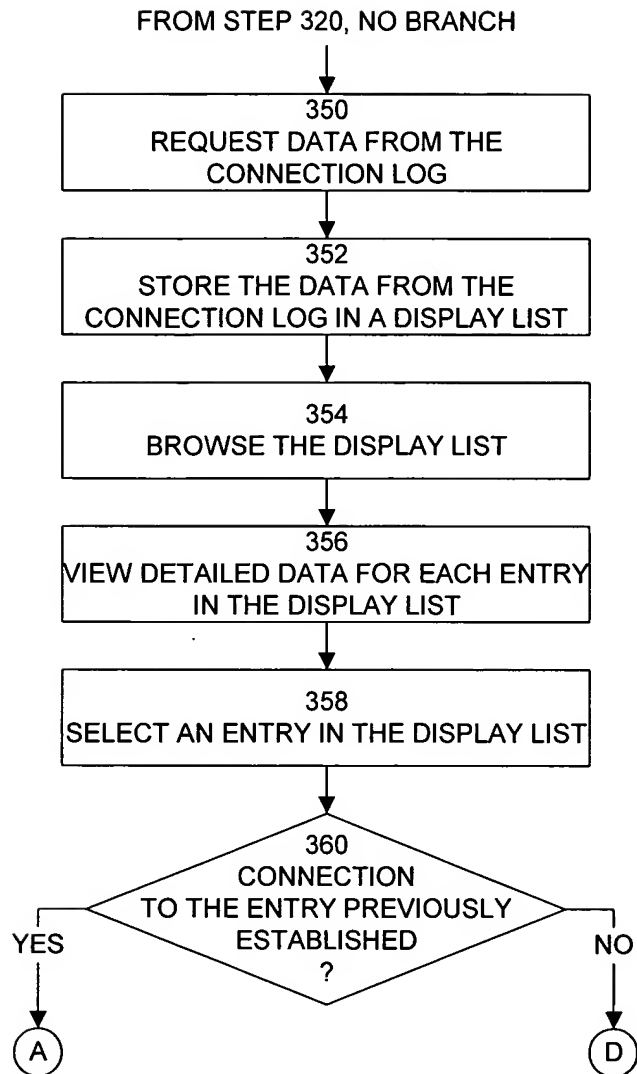 FROM STEP 320, NO BRANCH
350
REQUEST DATA FROM THE
CONNECTION LOG
352
STORE THE DATA FROM THE
CONNECTION LOG IN A DISPLAY LIST
354
BROWSE THE DISPLAY LIST
356
VIEW DETAILED DATA FOR EACH ENTRY
IN THE DISPLAY LIST
358
SELECT AN ENTRY IN THE DISPLAY LIST
360
CONNECTION
TO THE ENTRY PREVIOUSLY
ESTABLISHED
?
YES
NO
A
D